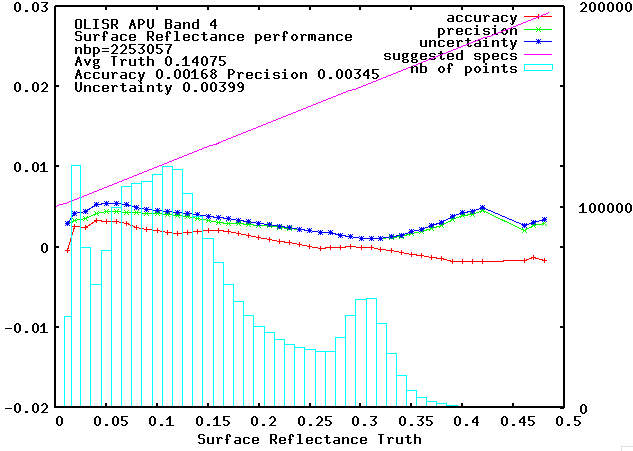 OLISR APU Band 4
Surface Reflectance performance
nbp=2253057
Avg Truth 0.14075
Accuracy 0.00168 Precision 0.00345
Uncertainty 0.00399
accuracy
precision
uncertainty
suggested specs
nb of points
0.03
0.02
0.01
0
-0.01
-0.02
200000
100000
0
0
0.05
0.1
0.15
0.2
0.25
0.3
0.35
0.4
0.45
0.5
Surface Reflectance Truth